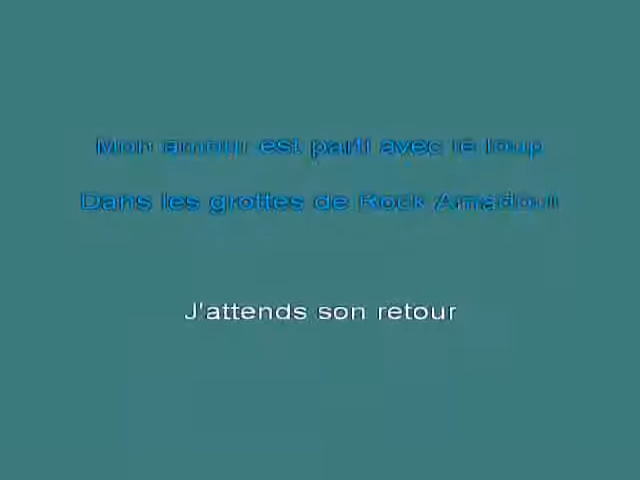 Mon amour est parti avec le loup
Dans les grottes de Rock Amadour
J'attends son retour